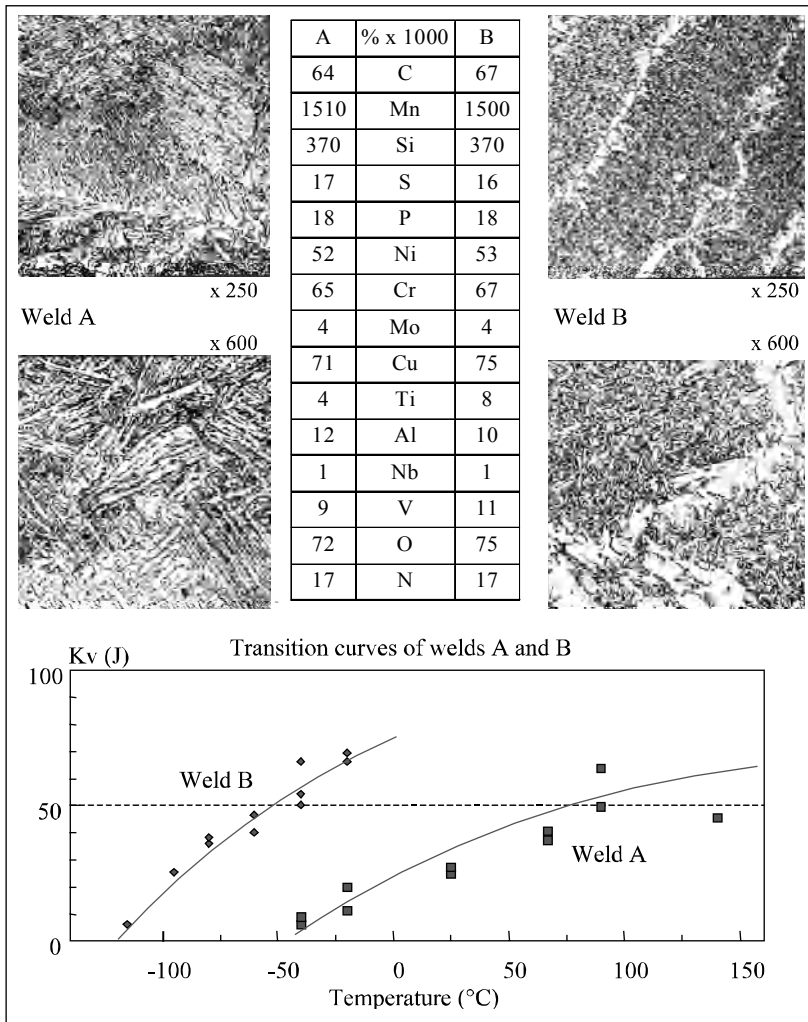 A % x 1000 B
64 C 67
1510 Mn 1500
370 Si 370
17 S 16
18 P 18
52 Ni 53
65 Cr 67
4 Mo 4
71 Cu 75
4 Ti 8
12 Al 10
1 Nb 1
9 V 11
72 O 75
17 N 17
x 250
Weld A
x 600
x 250
Weld B
x 600
Transition curves of welds A and B
Kv (J)
100
50
0
Weld B
Weld A
-100 -50 0 50 100 150
Temperature (°C)